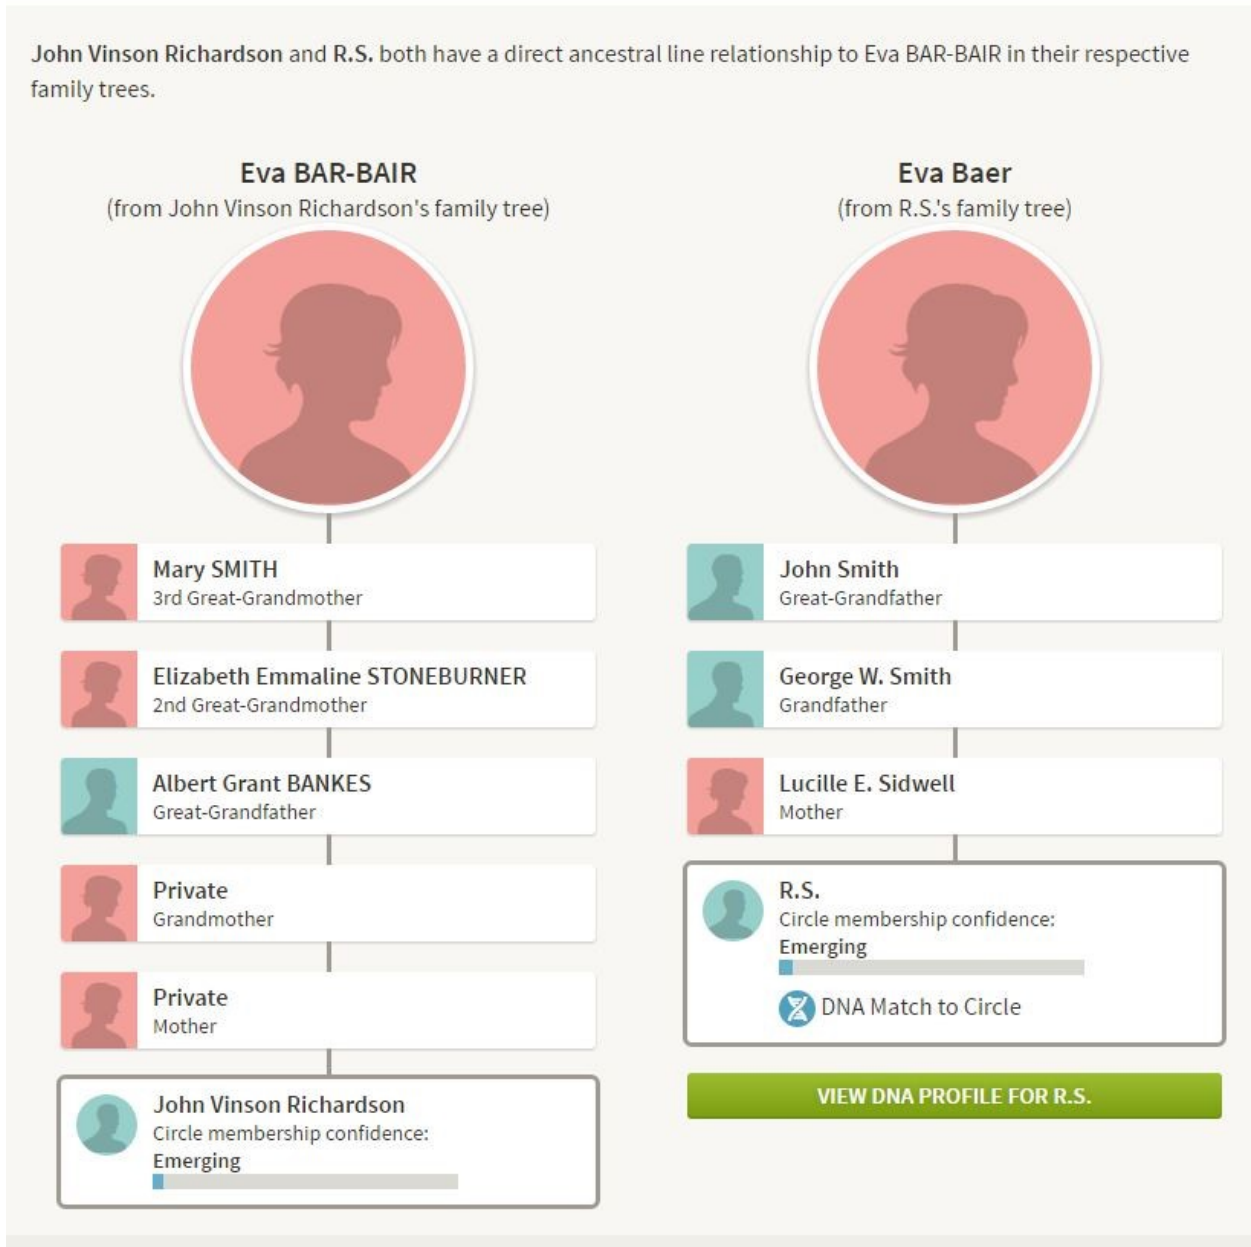 John Vinson Richardson and R.S. both have a direct ancestral line relationship to Eva BAR-BAIR in their respective
family trees.
Eva BAR-BAIR
(from John Vinson Richardson's family tree)
Mary SMITH
3rd Great-Grandmother
Elizabeth Emmaline STONEBURNER
2nd Great-Grandmother
Albert Grant BANKES
Great-Grandfather
Private
Grandmother
Private
Mother
John Vinson Richardson
Circle membership confidence:
Emerging
Eva Baer
(from R.S.'s family tree)
John Smith
Great-Grandfather
George W. Smith
Grandfather
Lucille E. Sidwell
Mother
R.S.
Circle membership confidence:
Emerging
DNA Match to Circle
VIEW DNA PROFILE FOR R.S.